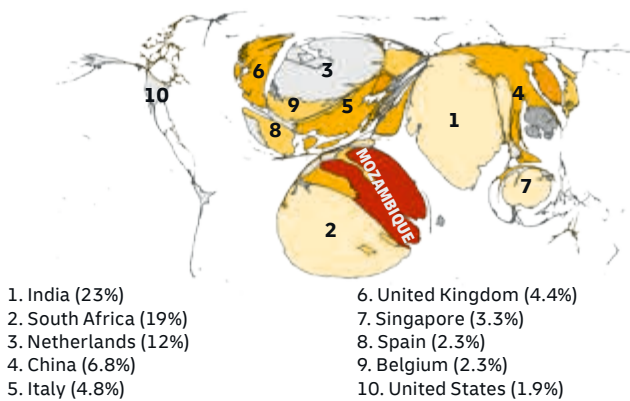 6
3
10
9
5
4
8
1
MOZAMBIQUE
7
2
1. India (23%)
2. South Africa (19%)
3. Netherlands (12%)
4. China (6.8%)
5. Italy (4.8%)
6. United Kingdom (4.4%)
7. Singapore (3.3%)
8. Spain (2.3%)
9. Belgium (2.3%)
10. United States (1.9%)